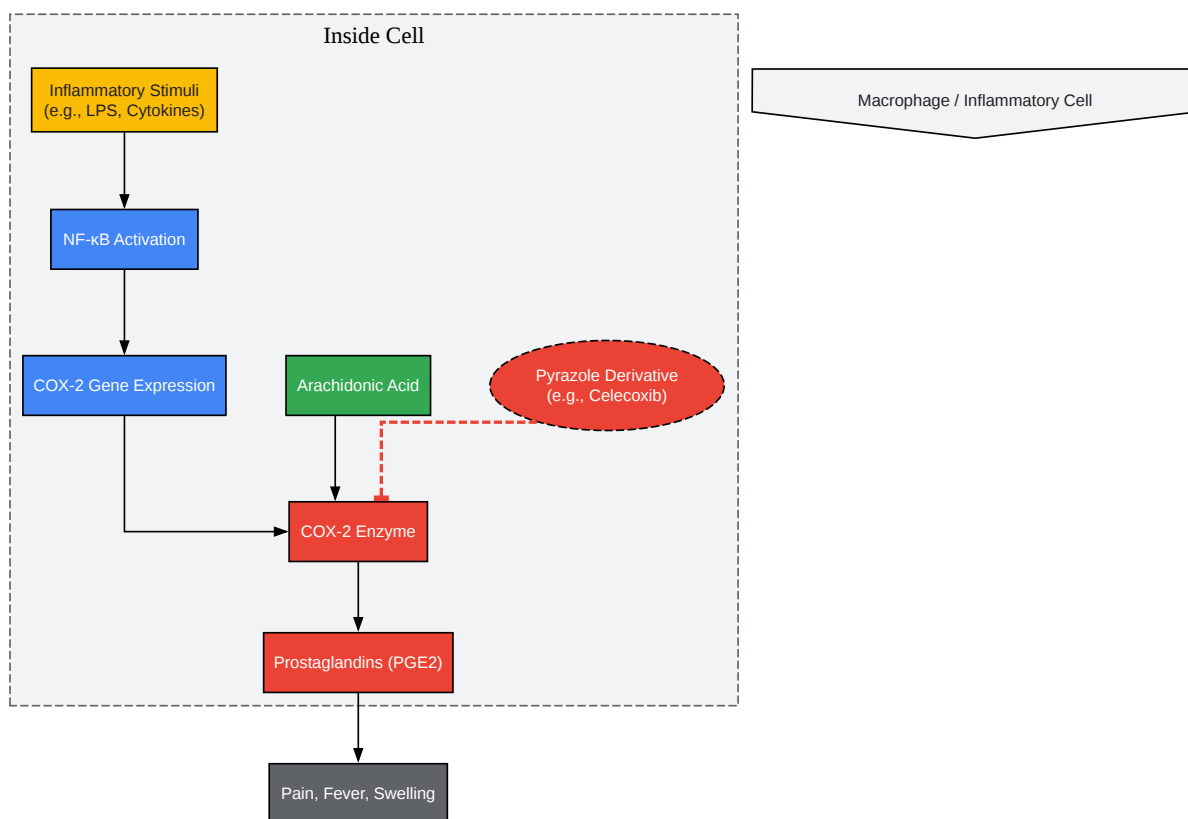 Inside Cell
Inflammatory Stimuli
(e.g., LPS, Cytokines)
Macrophage / Inflammatory Cell
NF-κB Activation
COX-2 Gene Expression
Arachidonic Acid
Pyrazole Derivative
(e.g., Celecoxib)
COX-2 Enzyme
Prostaglandins (PGE2)
Pain, Fever, Swelling